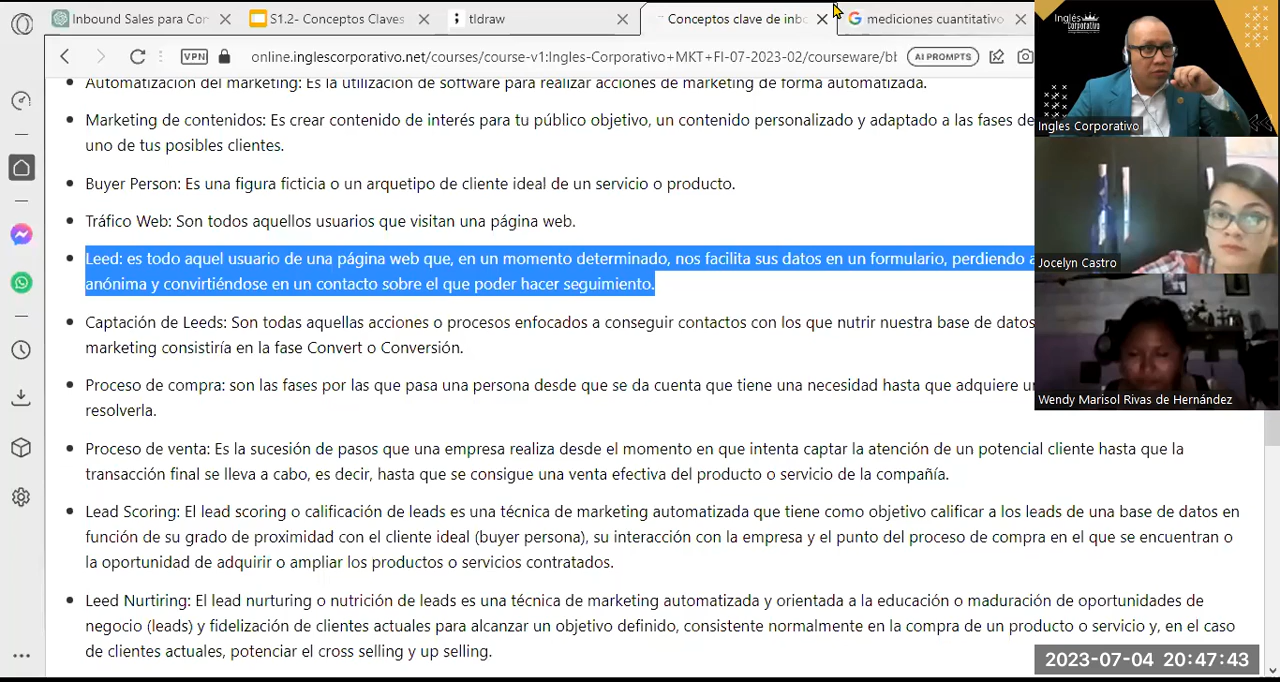 Inbound Sales para Con
S1.2- Conceptos Claves
tldraw
Conceptos clave de inbo
mediciones cuantitativo
VPN
online.inglescorporativo.net/courses/course-v1:Ingles-Corporativo+MKT+FI-07-2023-02/courseware/bb
AI PROMPTS
Automatización del marketing: Es la utilización de software para realizar acciones de marketing de forma automatizada.
Marketing de contenidos: Es crear contenido de interés para tu público objetivo, un contenido personalizado y adaptado a las fases de
uno de tus posibles clientes.
Buyer Person: Es una figura ficticia o un arquetipo de cliente ideal de un servicio o producto.
Tráfico Web: Son todos aquellos usuarios que visitan una página web.
Leed: es todo aquel usuario de una página web que, en un momento determinado, nos facilita sus datos en un formulario, perdiendo
anónima y convirtiéndose en un contacto sobre el que poder hacer seguimiento.
Captación de Leeds: Son todas aquellas acciones o procesos enfocados a conseguir contactos con los que nutrir nuestra base de datos
marketing consistiría en la fase Convert o Conversión.
Proceso de compra: son las fases por las que pasa una persona desde que se da cuenta que tiene una necesidad hasta que adquiere
resolverla.
Proceso de venta: Es la sucesión de pasos que una empresa realiza desde el momento en que intenta captar la atención de un potencial cliente hasta que la
transacción final se lleva a cabo, es decir, hasta que se consigue una venta efectiva del producto o servicio de la compañía.
Lead Scoring: El lead scoring o calificación de leads es una técnica de marketing automatizada que tiene como objetivo calificar a los leads de una base de datos en
función de su grado de proximidad con el cliente ideal (buyer persona), su interacción con la empresa y el punto del proceso de compra en el que se encuentran o
la oportunidad de adquirir o ampliar los productos o servicios contratados.
Leed Nurtiring: El lead nurturing o nutrición de leads es una técnica de marketing automatizada y orientada a la educación o maduración de oportunidades de
negocio (leads) y fidelización de clientes actuales para alcanzar un objetivo definido, consistente normalmente en la compra de un producto o servicio y, en el caso
de clientes actuales, potenciar el cross selling y up selling.
Inglés
Corporativo
Ingles Corporativo
Jocelyn Castro
Wendy Marisol Rivas de Hernández
2023-07-04 20:47:43